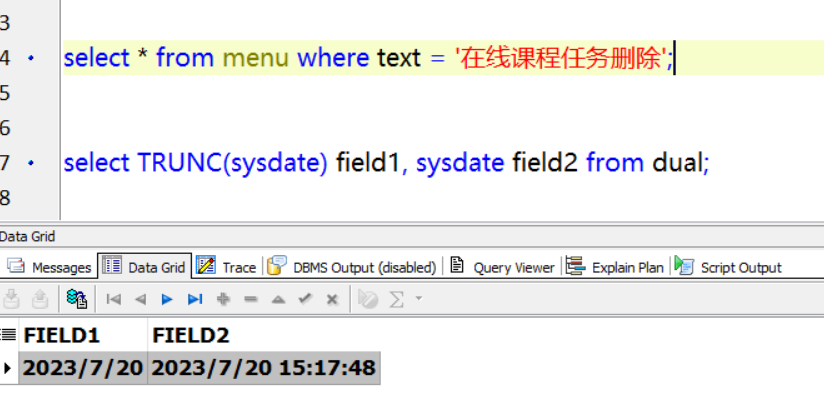 3
4 select * from menu where text = '在线课程任务删除';
5
6
7 select TRUNC(sysdate) field1, sysdate field2 from dual;
8
Data Grid
Messages Data Grid Trace DBMS Output (disabled) Query Viewer Explain Plan Script Output
FIELD1 FIELD2
2023/7/20 2023/7/20 15:17:48